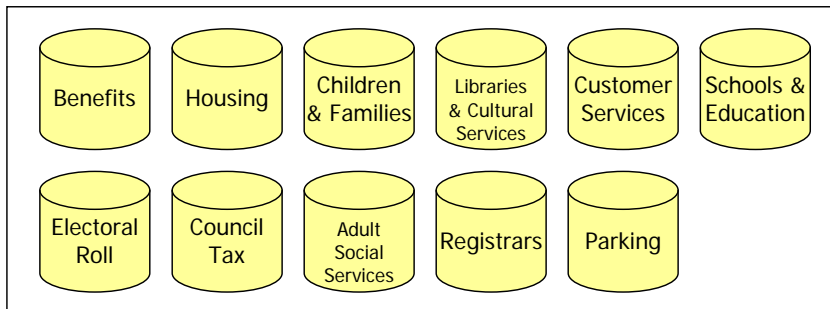 Benefits
Housing
Children
& Families
Libraries
& Cultural
Services
Customer
Services
Schools &
Education
Electoral
Roll
Council
Tax
Adult
Social
Services
Registrars
Parking